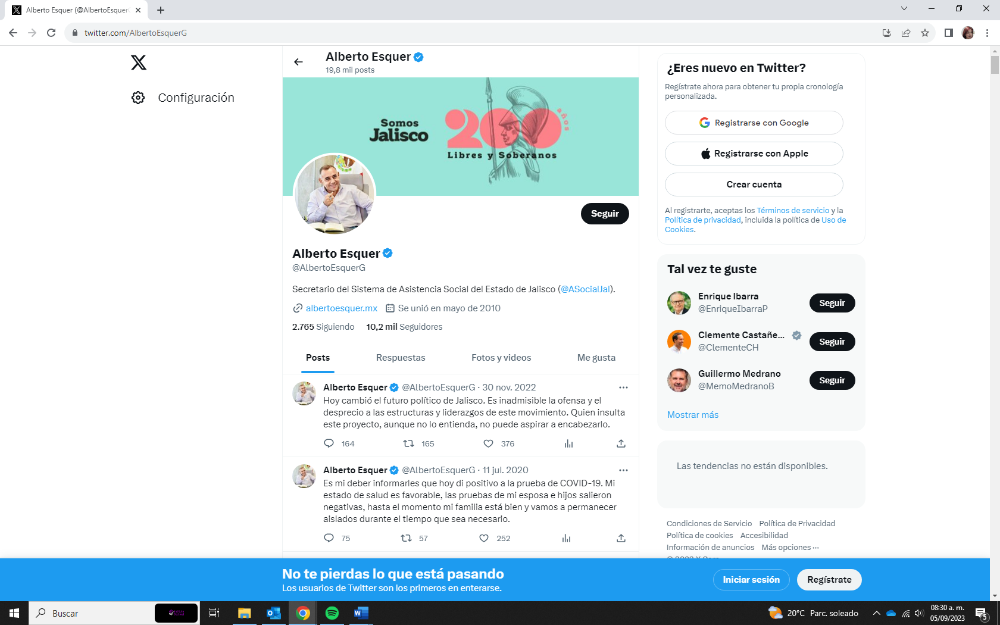 Alberto Esquer (@AlbertoEsquerG
twitter.com/AlbertoEsquerG
X
Configuración
Alberto Esquer
19,8 mil posts
Somos
Jalisco
200 años
Libres y Soberanos
Seguir
Alberto Esquer
@AlbertoEsquerG
Secretario del Sistema de Asistencia Social del Estado de Jalisco (@ASocialJal).
albertoesquer.mx Se unió en mayo de 2010
2.765 Siguiendo 10,2 mil Seguidores
Posts Respuestas Fotos y videos Me gusta
Alberto Esquer @AlbertoEsquerG · 30 nov. 2022
Hoy cambió el futuro político de Jalisco. Es inadmisible la ofensa y el
desprecio a las estructuras y liderazgos de este movimiento. Quien insulta
este proyecto, aunque no lo entienda, no puede aspirar a encabezarlo.
164 165 376
Alberto Esquer @AlbertoEsquerG · 11 jul. 2020
Es mi deber informarles que hoy di positivo a la prueba de COVID-19. Mi
estado de salud es favorable, las pruebas de mi esposa e hijos salieron
negativas, hasta el momento mi familia está bien y vamos a permanecer
aislados durante el tiempo que sea necesario.
75 57 252
¿Eres nuevo en Twitter?
Regístrate ahora para obtener tu propia cronología
personalizada.
Registrarse con Google
Registrarse con Apple
Crear cuenta
Al registrarte, aceptas los Términos de servicio y la
Política de privacidad, incluida la política de Uso de
Cookies.
Tal vez te guste
Enrique Ibarra
@EnriqueIbarraP
Seguir
Clemente Castañe...
@ClementeCH
Seguir
Guillermo Medrano
@MemoMedranoB
Seguir
Mostrar más
Las tendencias no están disponibles.
Condiciones de Servicio Política de Privacidad
Política de cookies Accesibilidad
Información de anuncios Más opciones ···
© 2023 X Corp.
No te pierdas lo que está pasando
Los usuarios de Twitter son los primeros en enterarse.
Iniciar sesión Regístrate
Buscar
20°C Parc. soleado
08:30 a. m.
05/09/2023
5